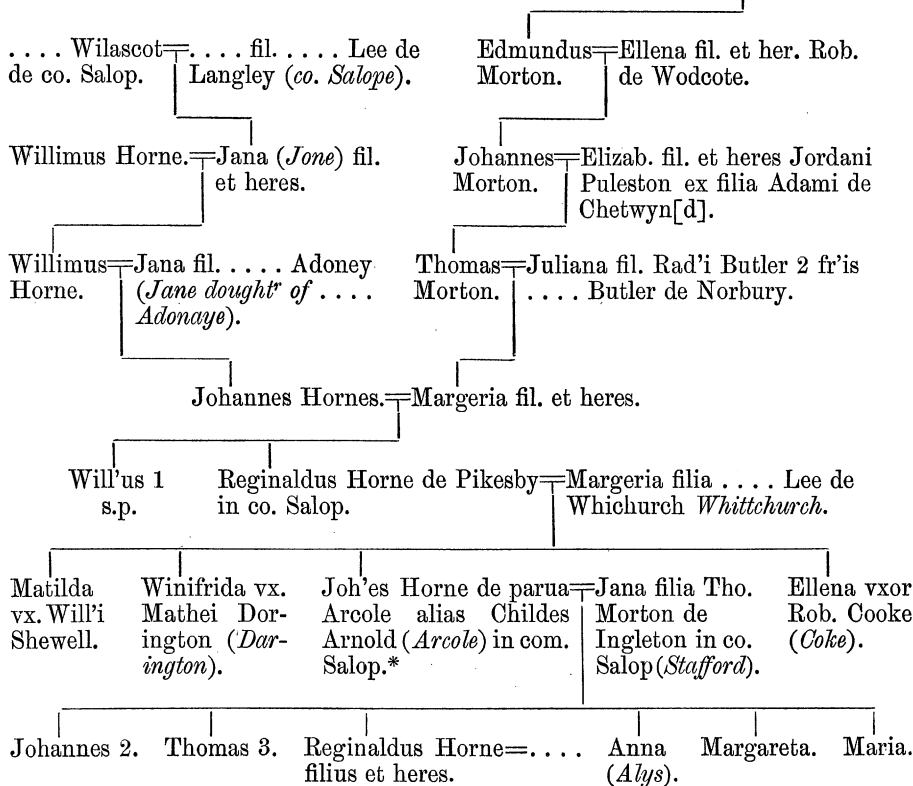 . . . . Wilascot=. . . . fil. . . . . . Lee de
de co. Salop. Langley (co. Salope).
Edmundus=Ellena fil. et her. Rob.
Morton. de Wodcote.
Willimus Horne.=Jana (Jone) fil.
et heres.
Johannes=Elizab. fil. et heres Jordani
Morton. Puleston ex filia Adami de
Chetwyn[d].
Willimus=Jana fil. . . . . . Adoney
Horne. (Jane doughtʳ of . . . .
Adonaye).
Thomas=Juliana fil. Rad'i Butler 2 fr'is
Morton. . . . . Butler de Norbury.
Johannes Hornes.=Margeria fil. et heres.
Will'us 1
s.p.
Reginaldus Horne de Pikesby=Margeria filia . . . . Lee de
in co. Salop. Whichurch Whittchurch.
Matilda
vx. Will'i
Shewell.
Winifrida vx.
Mathei Dor-
ington (Dar-
ington).
Joh'es Horne de parua=Jana filia Tho.
Arcole alias Childes Morton de
Arnold (Arcole) in com. Ingleton in co.
Salop.* Salop (Stafford).
Ellena vxor
Rob. Cooke
(Coke).
Johannes 2. Thomas 3. Reginaldus Horne=. . . .
filius et heres.
Anna
(Alys).
Margareta. Maria.